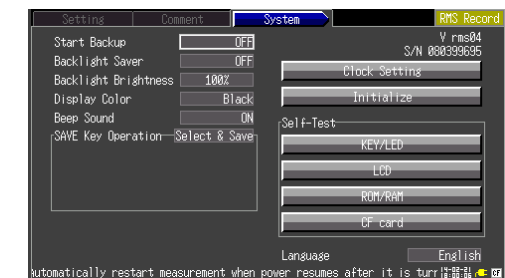 Setting Comment System RMS Record
Start Backup OFF
Backlight Saver OFF
Backlight Brightness 100%
Display Color Black
Beep Sound ON
SAVE Key Operation Select & Save
V rms04
S/N 080399695
Clock Setting
Initialize
Self-Test
KEY/LED
LCD
ROM/RAM
CF card
Language English
Automatically restart measurement when power resumes after it is turr
CF